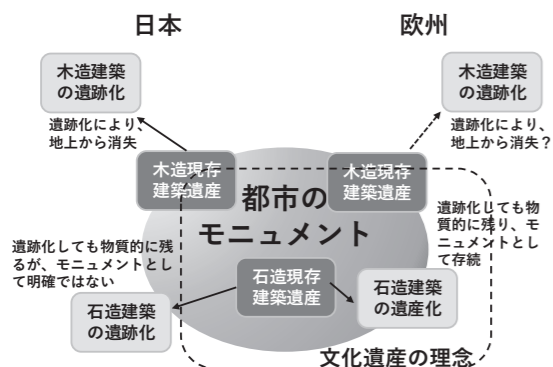 日本
欧州
木造建築
の遺跡化
木造建築
の遺跡化
遺跡化により、
地上から消失
遺跡化により、
地上から消失？
木造現存
建築遺産
木造現存
建築遺産
都市の
モニュメント
遺跡化しても物
質的に残り、モ
ニュメントとし
て存続
遺跡化しても物質的に残
るが、モニュメントとし
て明確ではない
石造現存
建築遺産
石造建築
の遺跡化
石造建築
の遺産化
文化遺産の理念